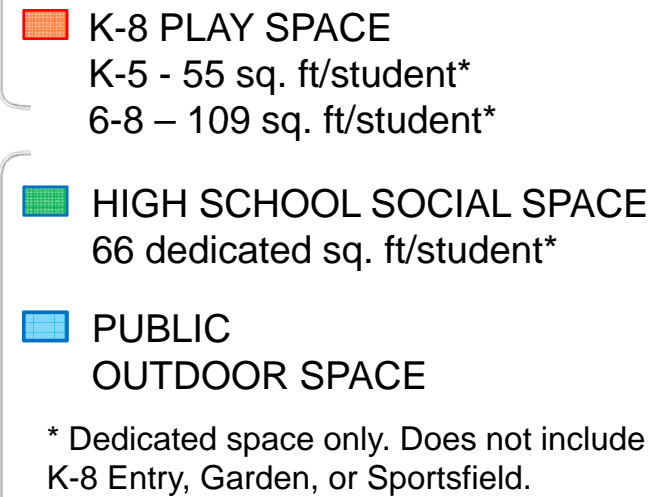 K-8 PLAY SPACE
K-5 - 55 sq. ft/student*
6-8 – 109 sq. ft/student*
HIGH SCHOOL SOCIAL SPACE
66 dedicated sq. ft/student*
PUBLIC
OUTDOOR SPACE
* Dedicated space only. Does not include
K-8 Entry, Garden, or Sportsfield.